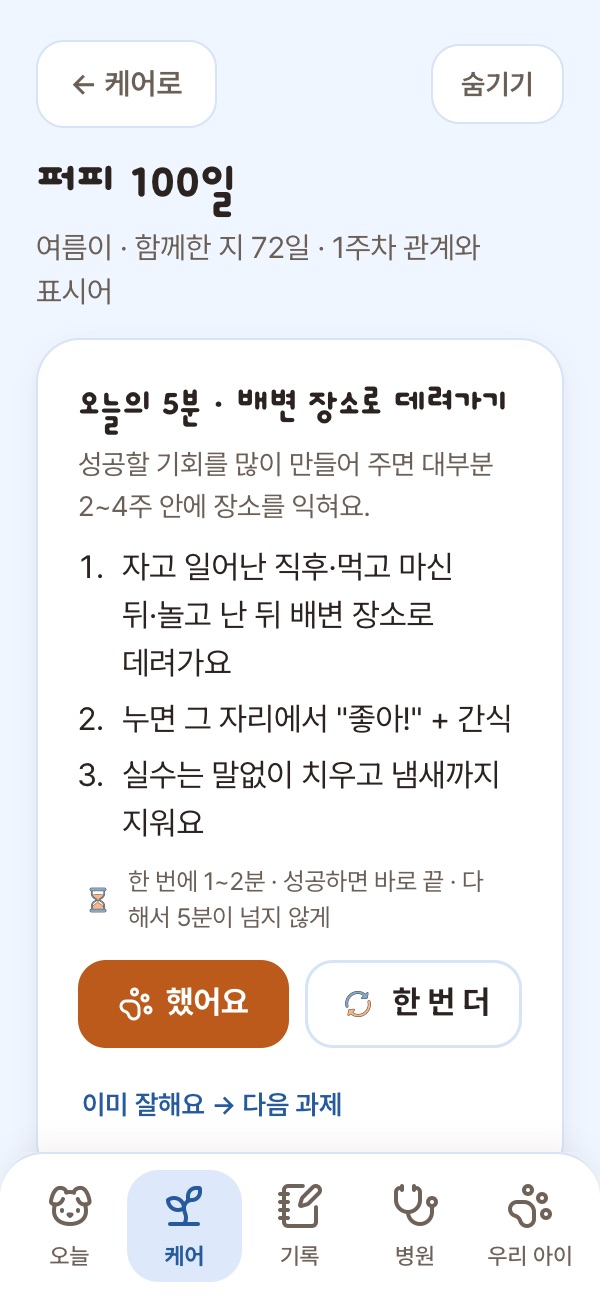 ← 케어로
숨기기
퍼피 100일
여름이 · 함께한 지 72일 · 1주차 관계와
표시어
오늘의 5분 · 배변 장소로 데려가기
성공할 기회를 많이 만들어 주면 대부분
2~4주 안에 장소를 익혀요.
1. 자고 일어난 직후·먹고 마신
뒤·놀고 난 뒤 배변 장소로
데려가요
2. 누면 그 자리에서 "좋아!" + 간식
3. 실수는 말없이 치우고 냄새까지
지워요
한 번에 1~2분 · 성공하면 바로 끝 · 다
해서 5분이 넘지 않게
했어요
한 번 더
이미 잘해요 → 다음 과제
오늘
케어
기록
병원
우리 아이